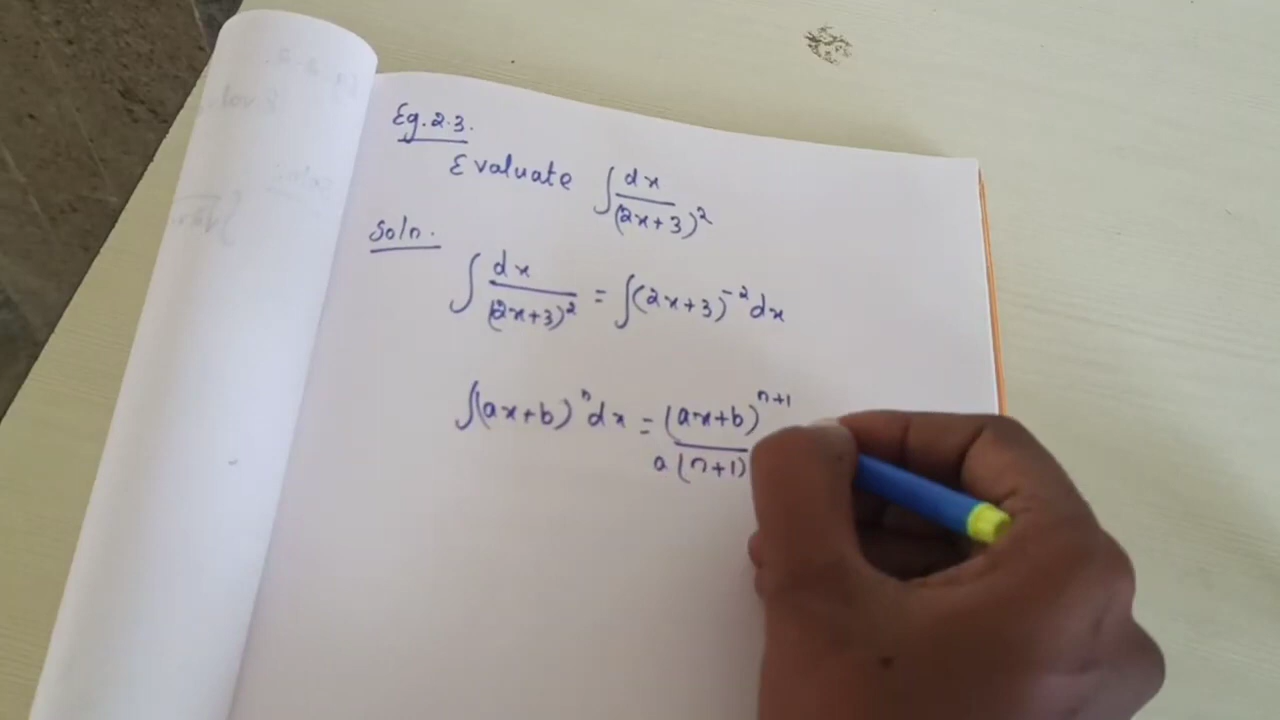 Eg. 2.3.
Evaluate ∫ dx/(2x+3)²
Soln.
∫ dx/(2x+3)² = ∫(2x+3)⁻² dx
∫(ax+b)ⁿ dx = (ax+b)ⁿ⁺¹/a(n+1)